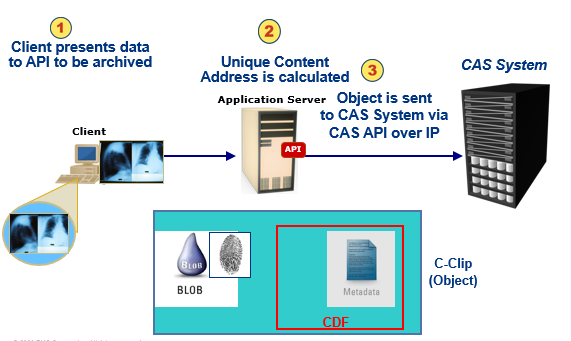 1
Client presents data
to API to be archived
2
Unique Content
Address is calculated
3
Object is sent
to CAS System via
CAS API over IP
CAS System
Application Server
Client
API
BLOB
BLOB
Metadata
CDF
C-Clip
(Object)